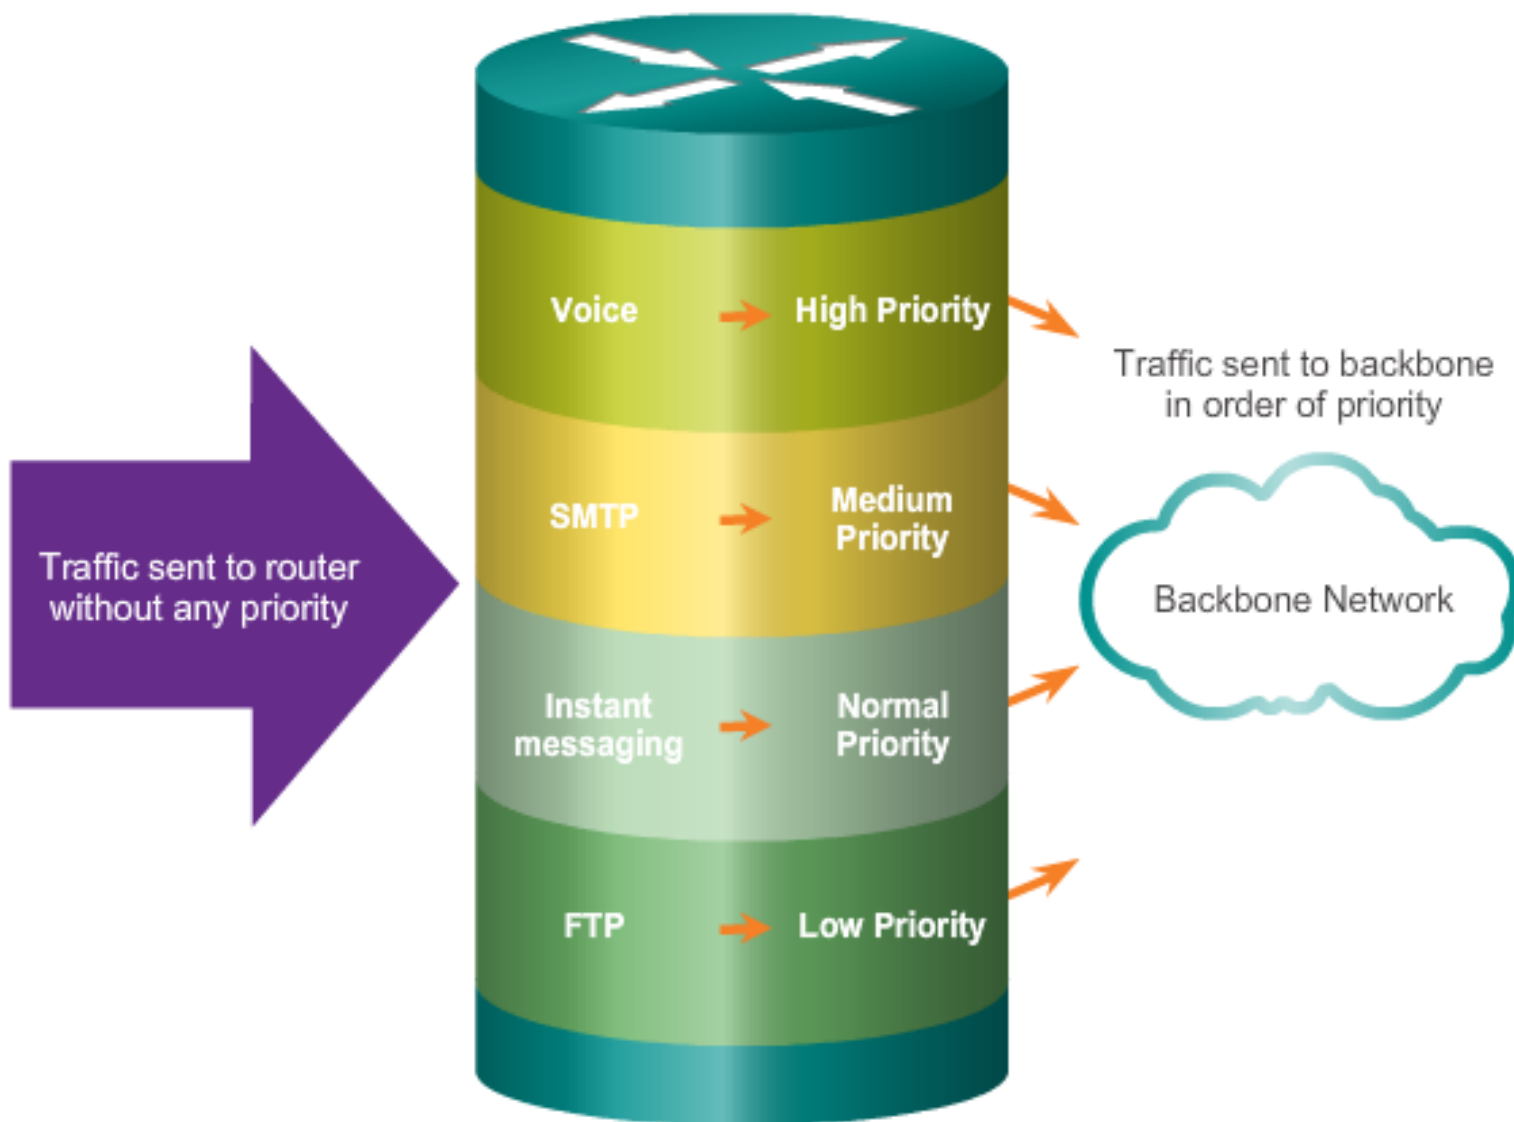 Traffic sent to router
without any priority
Voice
High Priority
SMTP
Medium
Priority
Instant
messaging
Normal
Priority
FTP
Low Priority
Traffic sent to backbone
in order of priority
Backbone Network